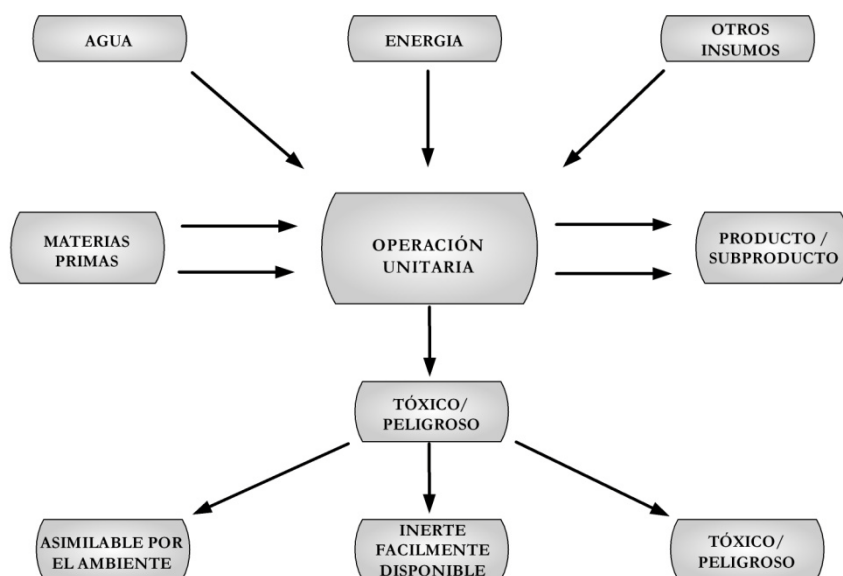 AGUA
ENERGIA
OTROS
INSUMOS
MATERIAS
PRIMAS
OPERACIÓN
UNITARIA
PRODUCTO /
SUBPRODUCTO
TÓXICO/
PELIGROSO
ASIMILABLE POR
EL AMBIENTE
INERTE
FACILMENTE
DISPONIBLE
TÓXICO/
PELIGROSO